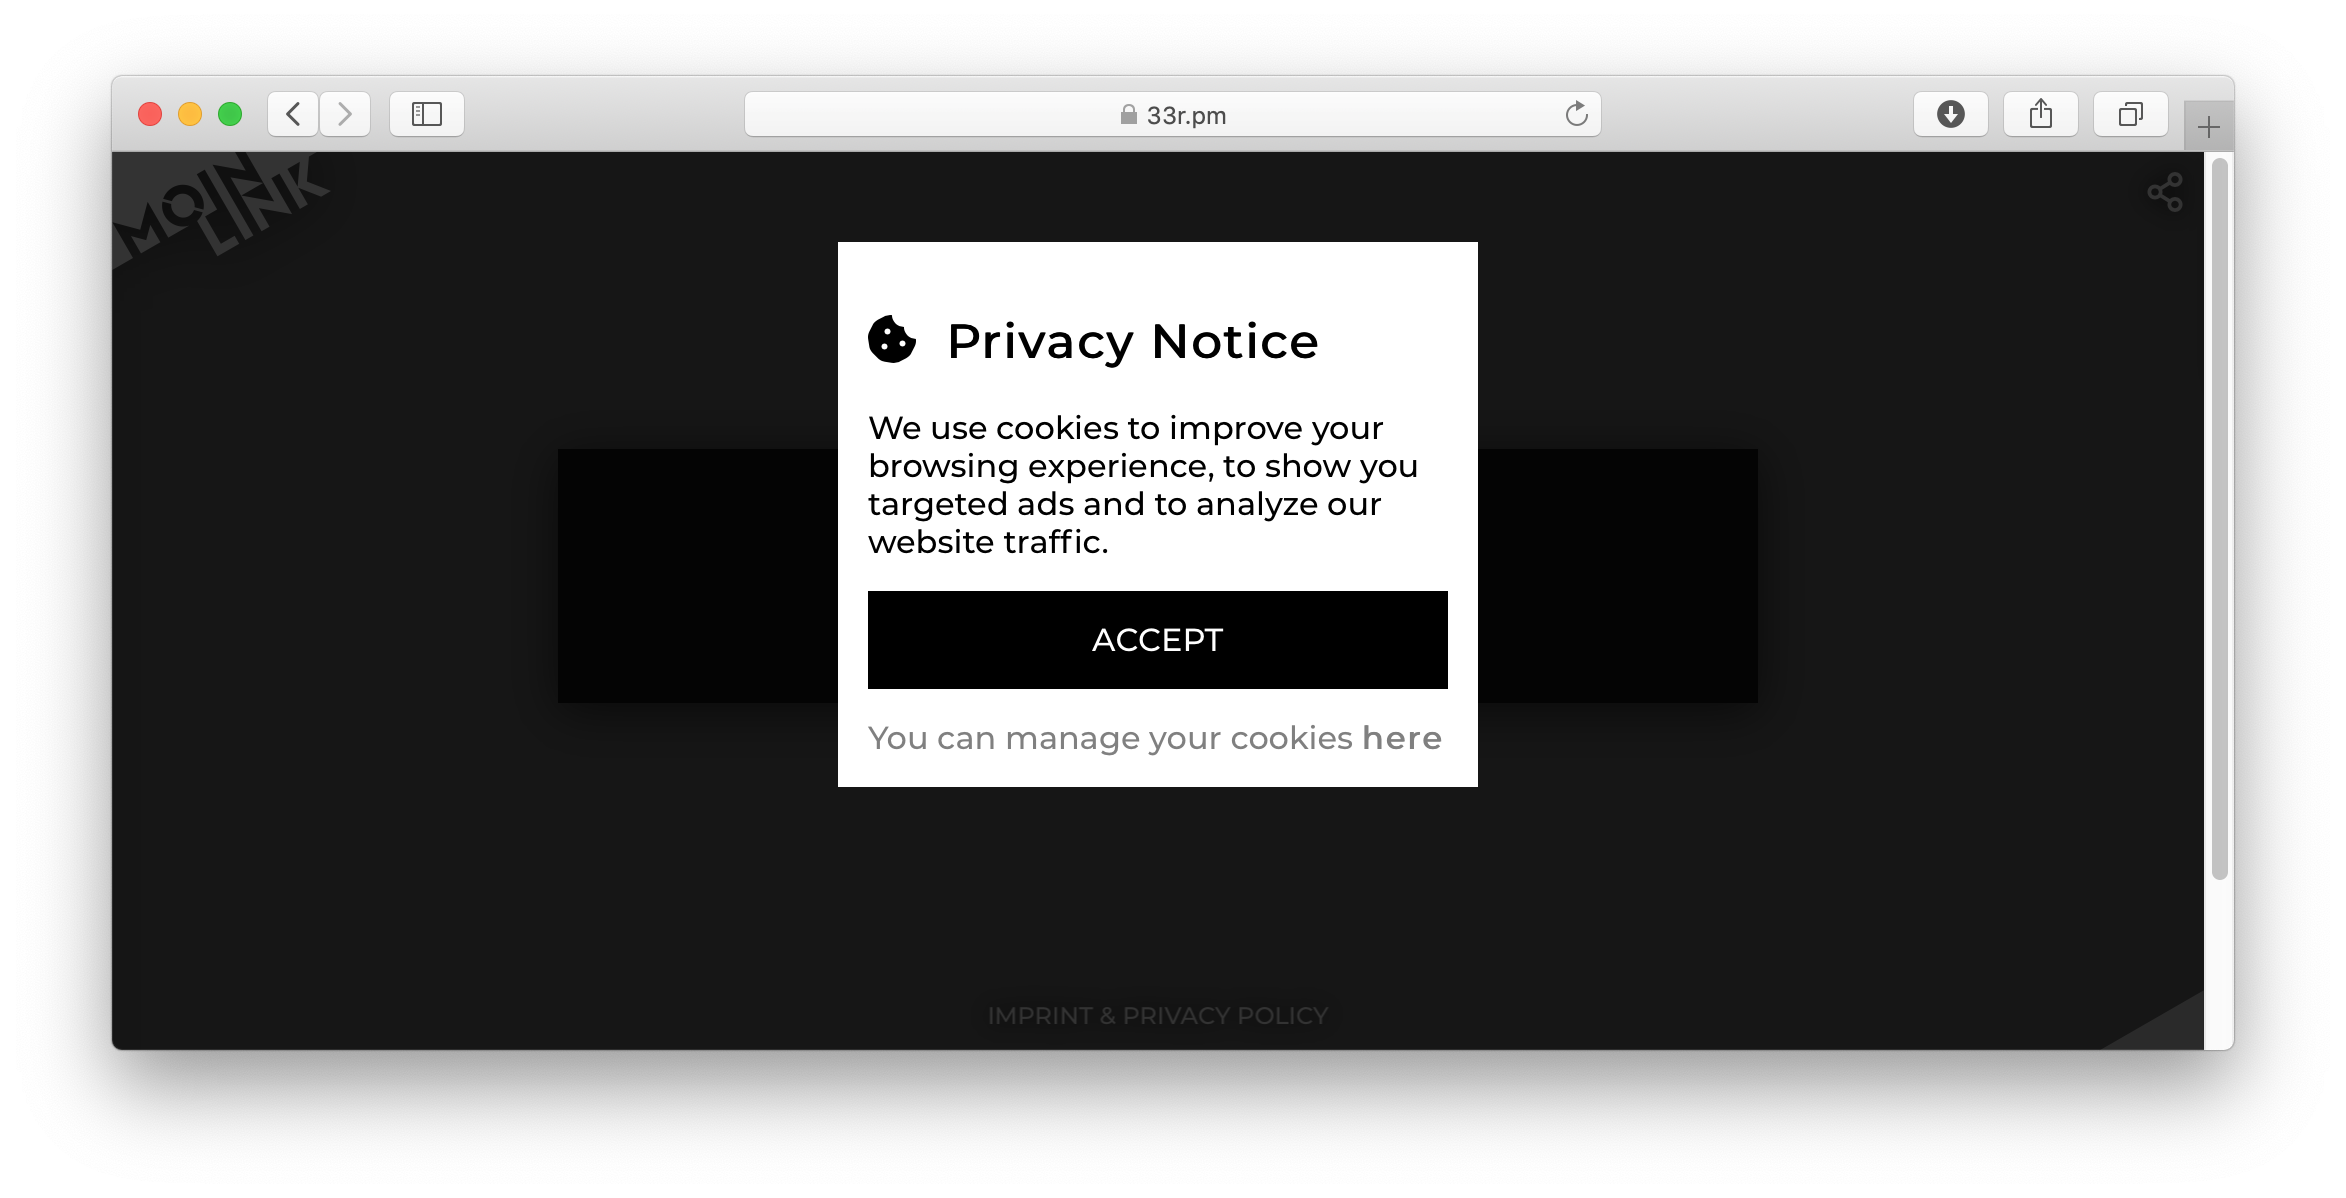 33r.pm
MOIN
LINK
Privacy Notice
We use cookies to improve your
browsing experience, to show you
targeted ads and to analyze our
website traffic.
ACCEPT
You can manage your cookies here
IMPRINT & PRIVACY POLICY